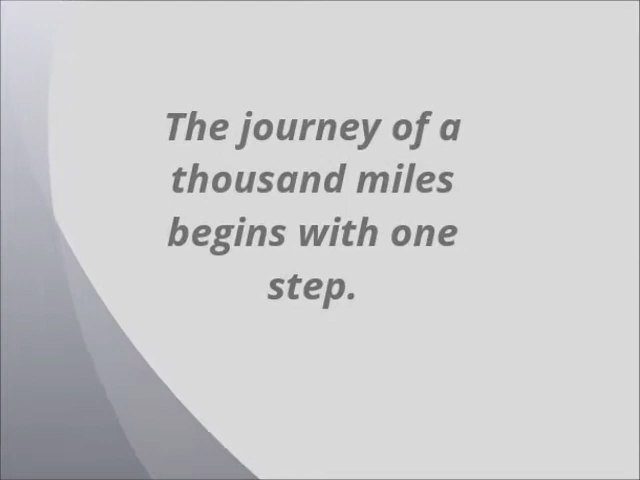 The journey of a
thousand miles
begins with one
step.